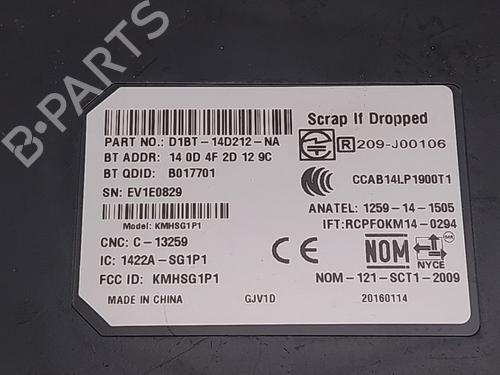 B-PARTS
Scrap If Dropped
PART NO.: D1BT-14D212-NA
BT ADDR: 14 0D 4F 2D 12 9C
R 209-J00106
BT QDID: B017701
CCAB14LP1900T1
SN: EV1E0829
ANATEL: 1259-14-1505
Model: KMHSG1P1
IFT:RCPFOKM14-0294
CNC: C-13259
CE
NOM
NYCE
IC: 1422A-SG1P1
FCC ID: KMHSG1P1
NOM-121-SCT1-2009
MADE IN CHINA
GJV1D
20160114